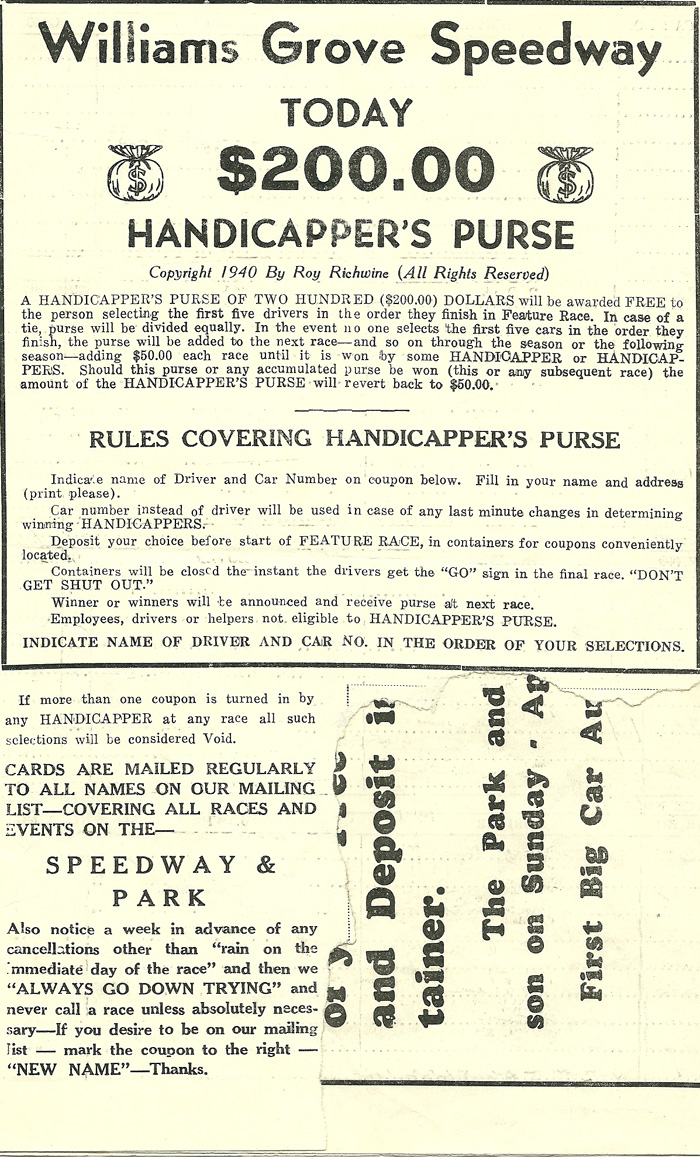 Williams Grove Speedway
TODAY
$200.00
HANDICAPPER'S PURSE
Copyright 1940 By Roy Richwine (All Rights Reserved)
A HANDICAPPER'S PURSE OF TWO HUNDRED ($200.00) DOLLARS will be awarded FREE to
the person selecting the first five drivers in the order they finish in Feature Race. In case of a
tie, purse will be divided equally. In the event no one selects the first five cars in the order they
finish, the purse will be added to the next race—and so on through the season or the following
season—adding $50.00 each race until it is won by some HANDICAPPER or HANDICAP-
PERS. Should this purse or any accumulated purse be won (this or any subsequent race) the
amount of the HANDICAPPER'S PURSE will revert back to $50.00.
RULES COVERING HANDICAPPER'S PURSE
Indicate name of Driver and Car Number on coupon below. Fill in your name and address
(print please).
Car number instead of driver will be used in case of any last minute changes in determining
winning HANDICAPPERS.
Deposit your choice before start of FEATURE RACE, in containers for coupons conveniently
located.
Containers will be closed the instant the drivers get the "GO" sign in the final race. "DON'T
GET SHUT OUT."
Winner or winners will be announced and receive purse at next race.
Employees, drivers or helpers not eligible to HANDICAPPER'S PURSE.
INDICATE NAME OF DRIVER AND CAR NO. IN THE ORDER OF YOUR SELECTIONS.
If more than one coupon is turned in by
any HANDICAPPER at any race all such
selections will be considered Void.
CARDS ARE MAILED REGULARLY
TO ALL NAMES ON OUR MAILING
LIST—COVERING ALL RACES AND
EVENTS ON THE—
SPEEDWAY &
PARK
Also notice a week in advance of any
cancellations other than "rain on the
immediate day of the race" and then we
"ALWAYS GO DOWN TRYING" and
never call a race unless absolutely neces-
sary—If you desire to be on our mailing
list — mark the coupon to the right —
"NEW NAME"—Thanks.
and Deposit in
tainer.
The Park and
son on Sunday - Ap
First Big Car Au